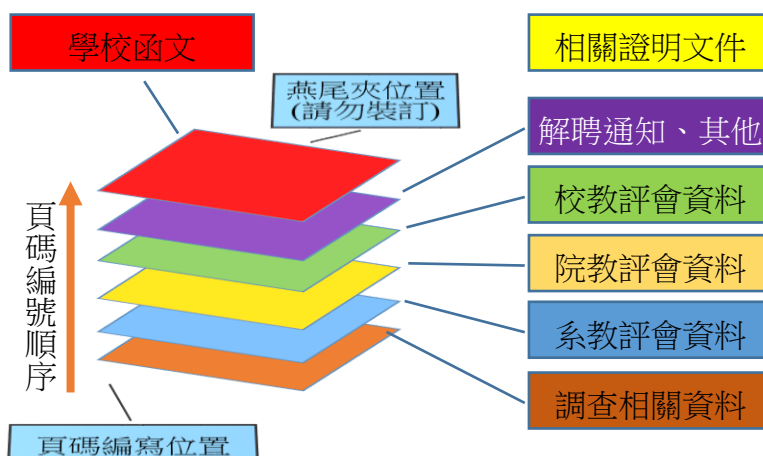 學校函文
相關證明文件
燕尾夾位置
(請勿裝訂)
解聘通知、其他
校教評會資料
院教評會資料
系教評會資料
調查相關資料
頁碼編號順序
頁碼編寫位置